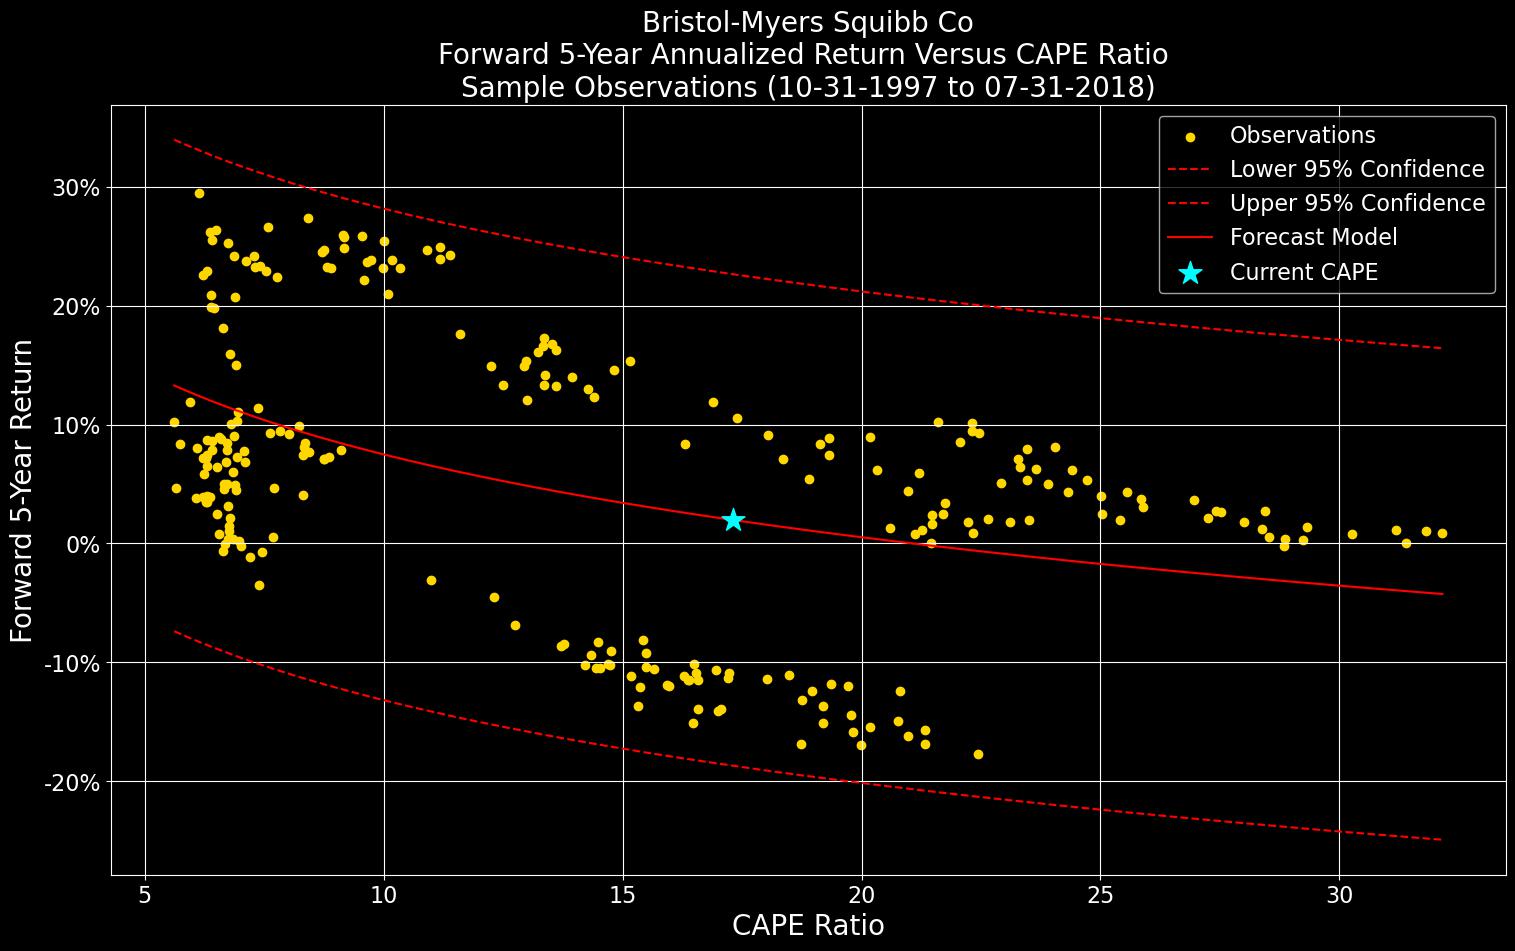 Bristol-Myers Squibb Co
Forward 5-Year Annualized Return Versus CAPE Ratio
Sample Observations (10-31-1997 to 07-31-2018)
Observations
Lower 95% Confidence
Upper 95% Confidence
Forecast Model
Current CAPE
Forward 5-Year Return
30%
20%
10%
0%
-10%
-20%
5
10
15
20
25
30
CAPE Ratio